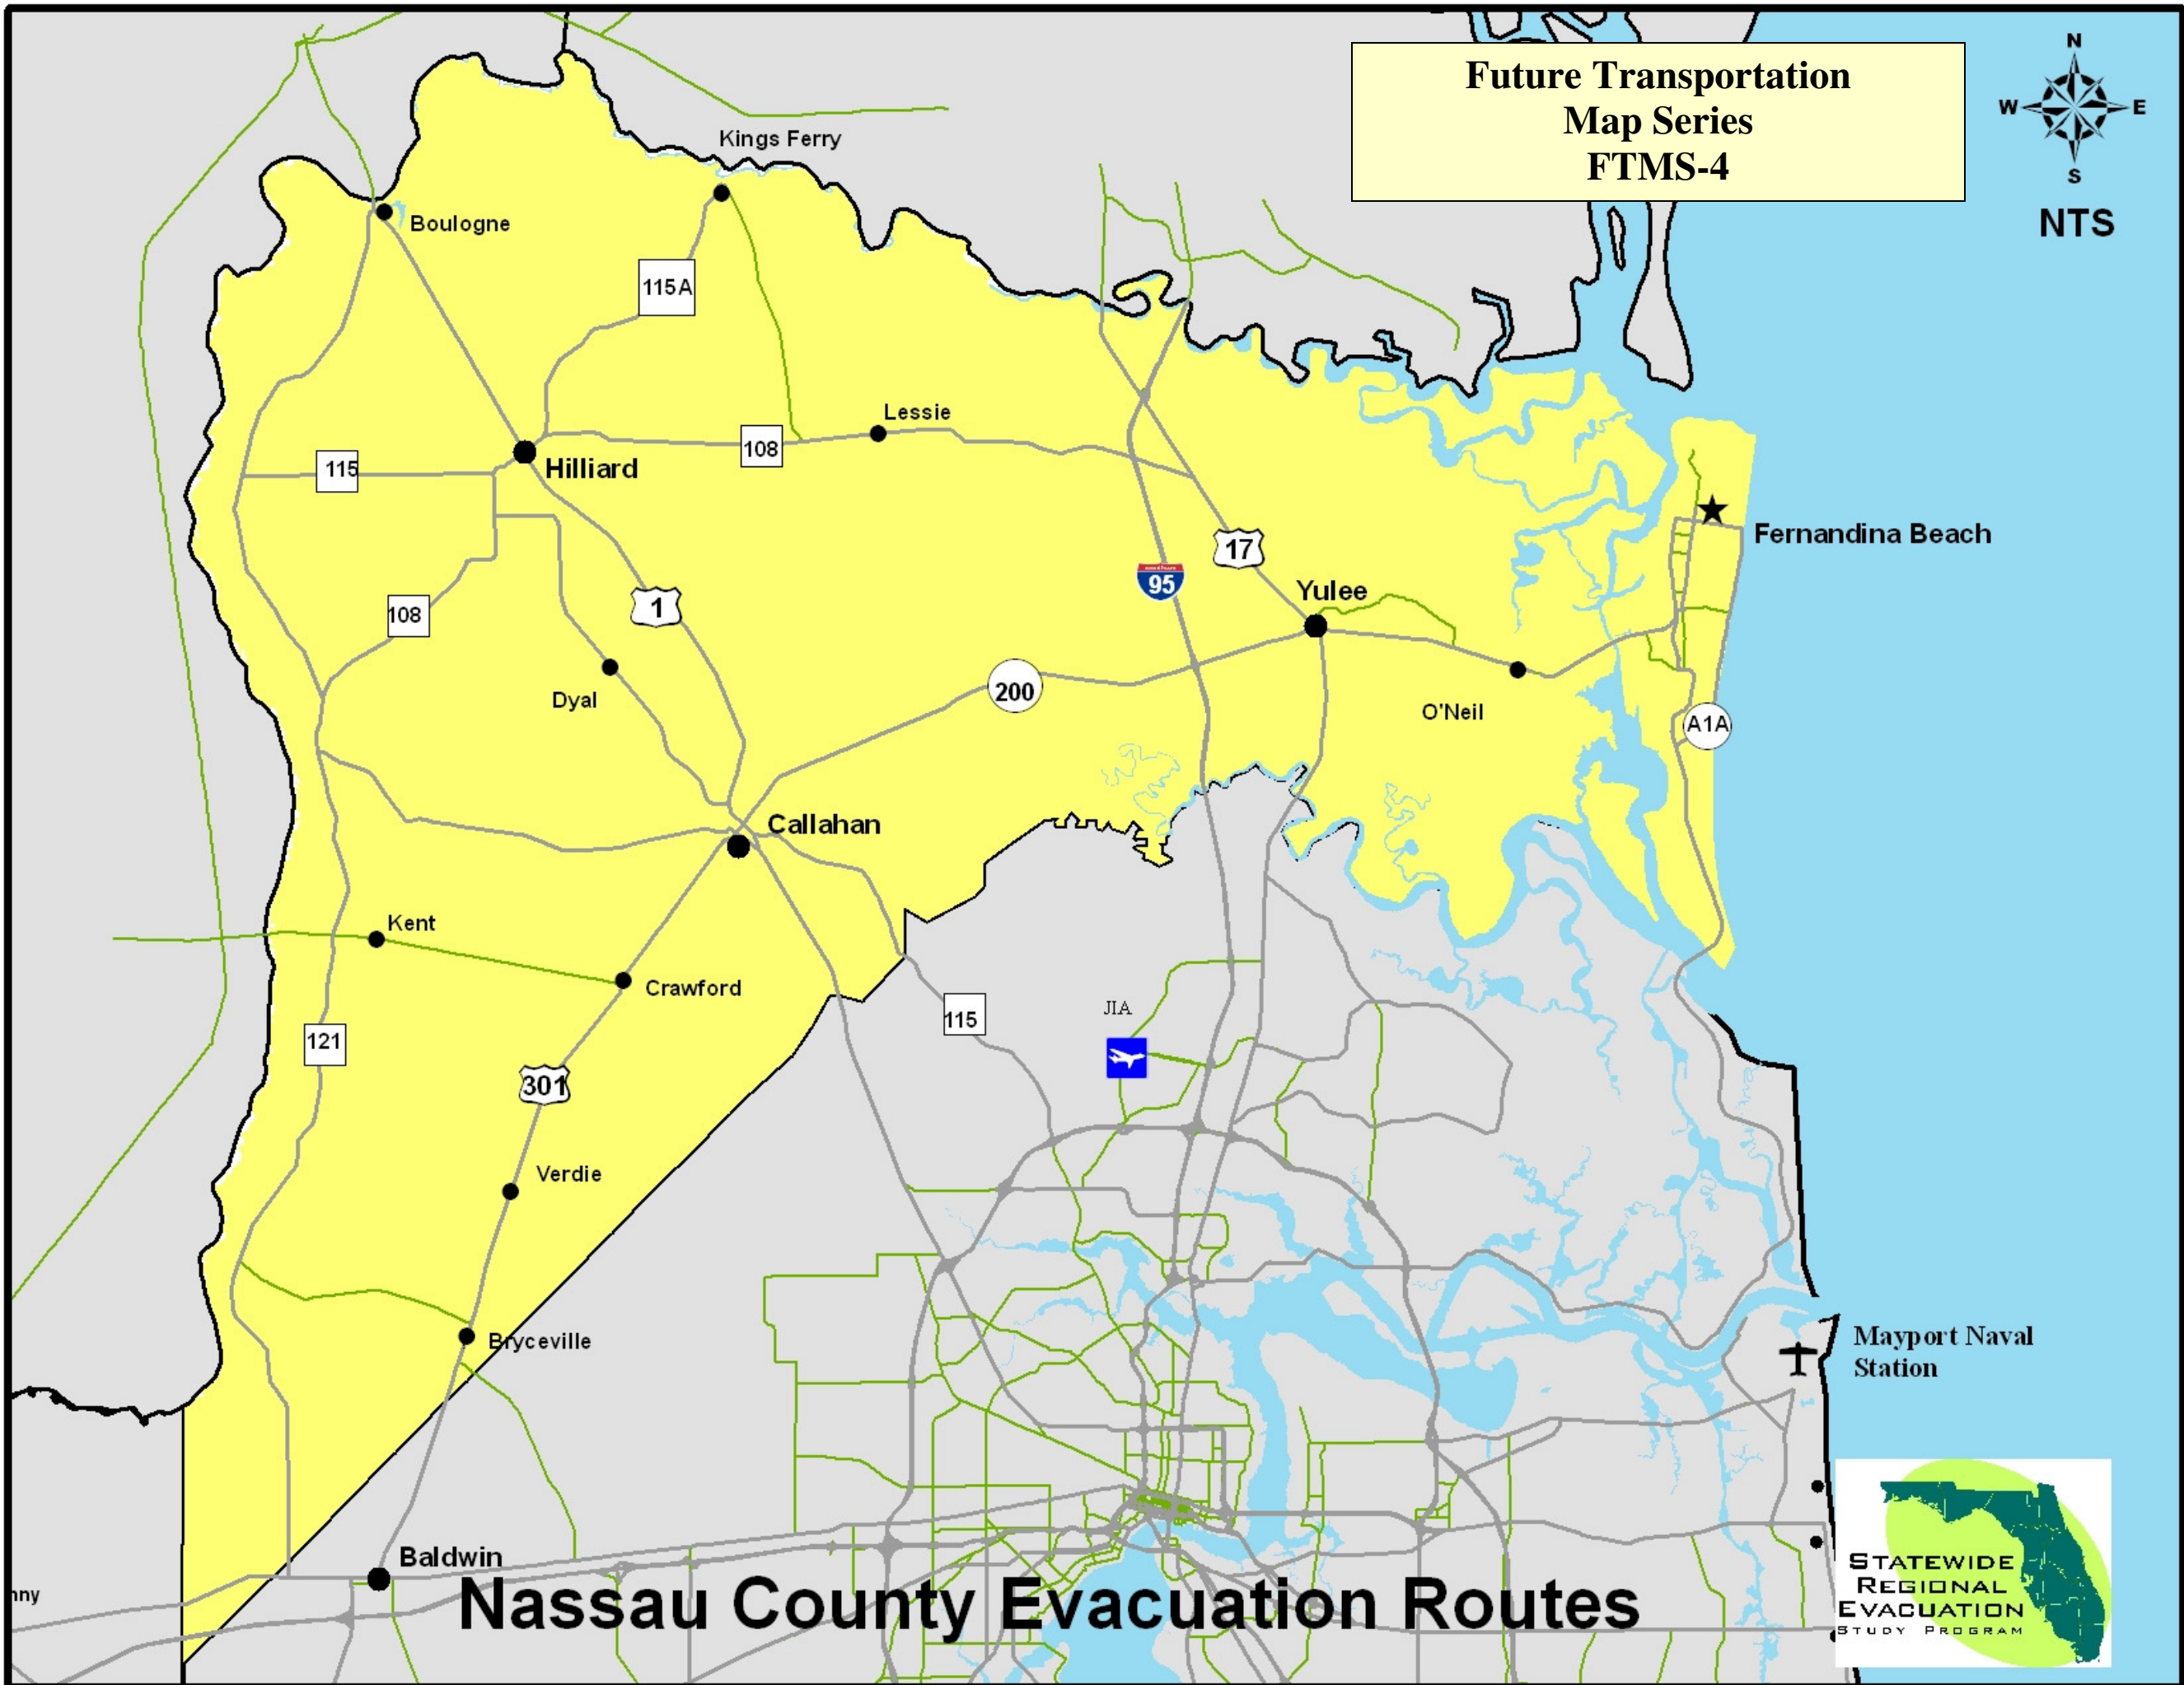 Future Transportation
Map Series
FTMS-4
N
W
E
S
NTS
Kings Ferry
Boulogne
115A
Lessie
108
115
Hilliard
Fernandina Beach
17
95
Yulee
1
108
200
Dyal
O'Neil
A1A
Callahan
Kent
Crawford
115
JIA
121
301
Verdie
Bryceville
Mayport Naval
Station
Baldwin
nny
Nassau County Evacuation Routes
STATEWIDE
REGIONAL
EVACUATION
STUDY PROGRAM